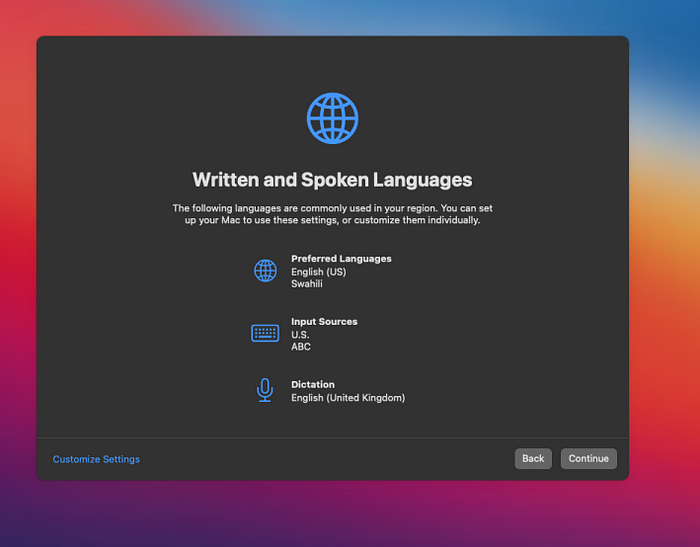 Written and Spoken Languages
The following languages are commonly used in your region. You can set
up your Mac to use these settings, or customize them individually.
Preferred Languages
English (US)
Swahili
Input Sources
U.S.
ABC
Dictation
English (United Kingdom)
Customize Settings
Back
Continue